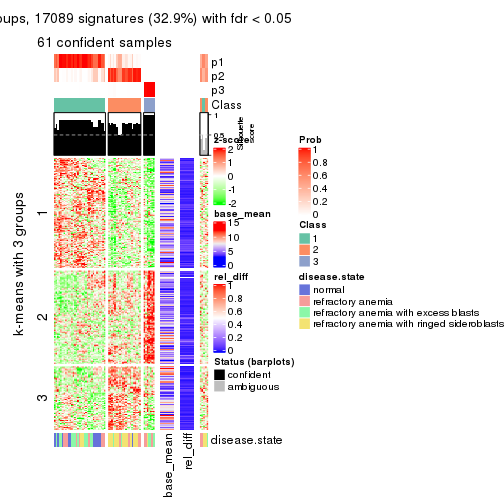 oups, 17089 signatures (32.9%) with fdr < 0.05
61 confident samples
p1
p2
p3
Class
1
0.5
Silhouette
score
k-means with 3 groups
1
2
3
z-score
2
1
0
-1
-2
base_mean
15
10
5
0
rel_diff
1
0.8
0.6
0.4
0.2
0
Status (barplots)
confident
ambiguous
Prob
1
0.8
0.6
0.4
0.2
0
Class
1
2
3
disease.state
normal
refractory anemia
refractory anemia with excess blasts
refractory anemia with ringed sideroblasts
disease.state
base_mean
rel_diff